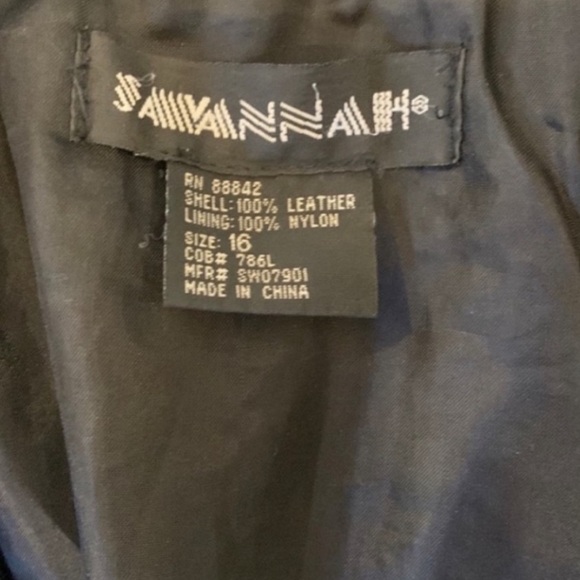 SAVANNAH®
RN 88842
SHELL: 100% LEATHER
LINING: 100% NYLON
SIZE: 16
COB# 786L
MFR# SW07901
MADE IN CHINA